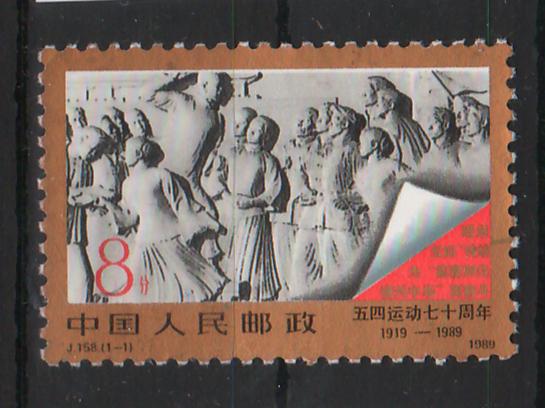 8分
中国人民邮政
五四运动七十周年
1919 — 1989
J.158.(1-1)
1989